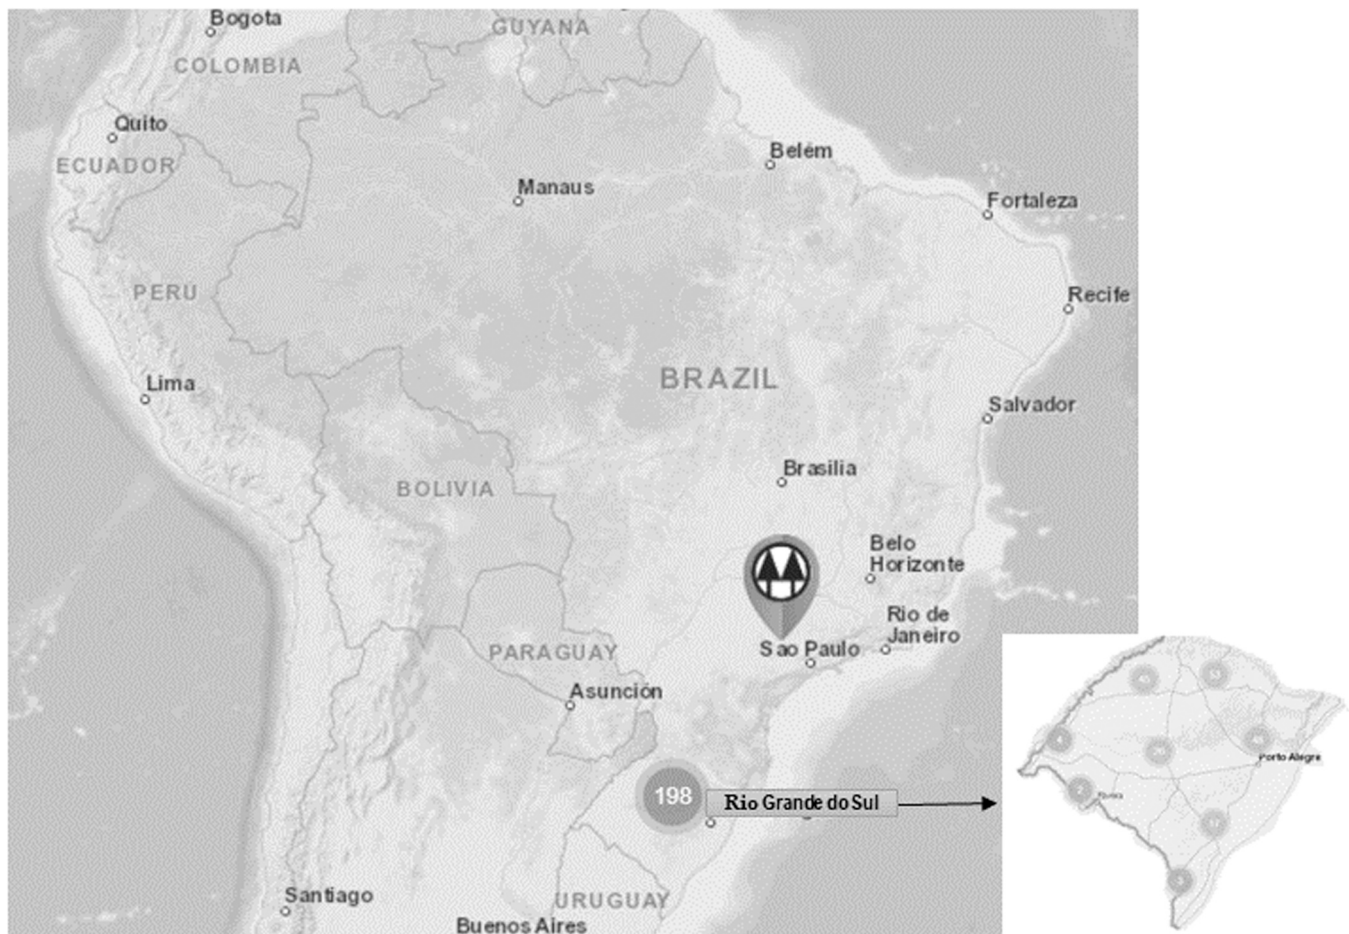 Bogota
GUYANA
COLOMBIA
Quito
ECUADOR
Belém
Manaus
Fortaleza
PERU
Recife
Lima
BRAZIL
Salvador
Brasilia
BOLIVIA
Belo
Horizonte
Rio de
Janeiro
Sao Paulo
PARAGUAY
Asunción
198
Rio Grande do Sul
Porto Alegre
2
Santiago
URUGUAY
Buenos Aires